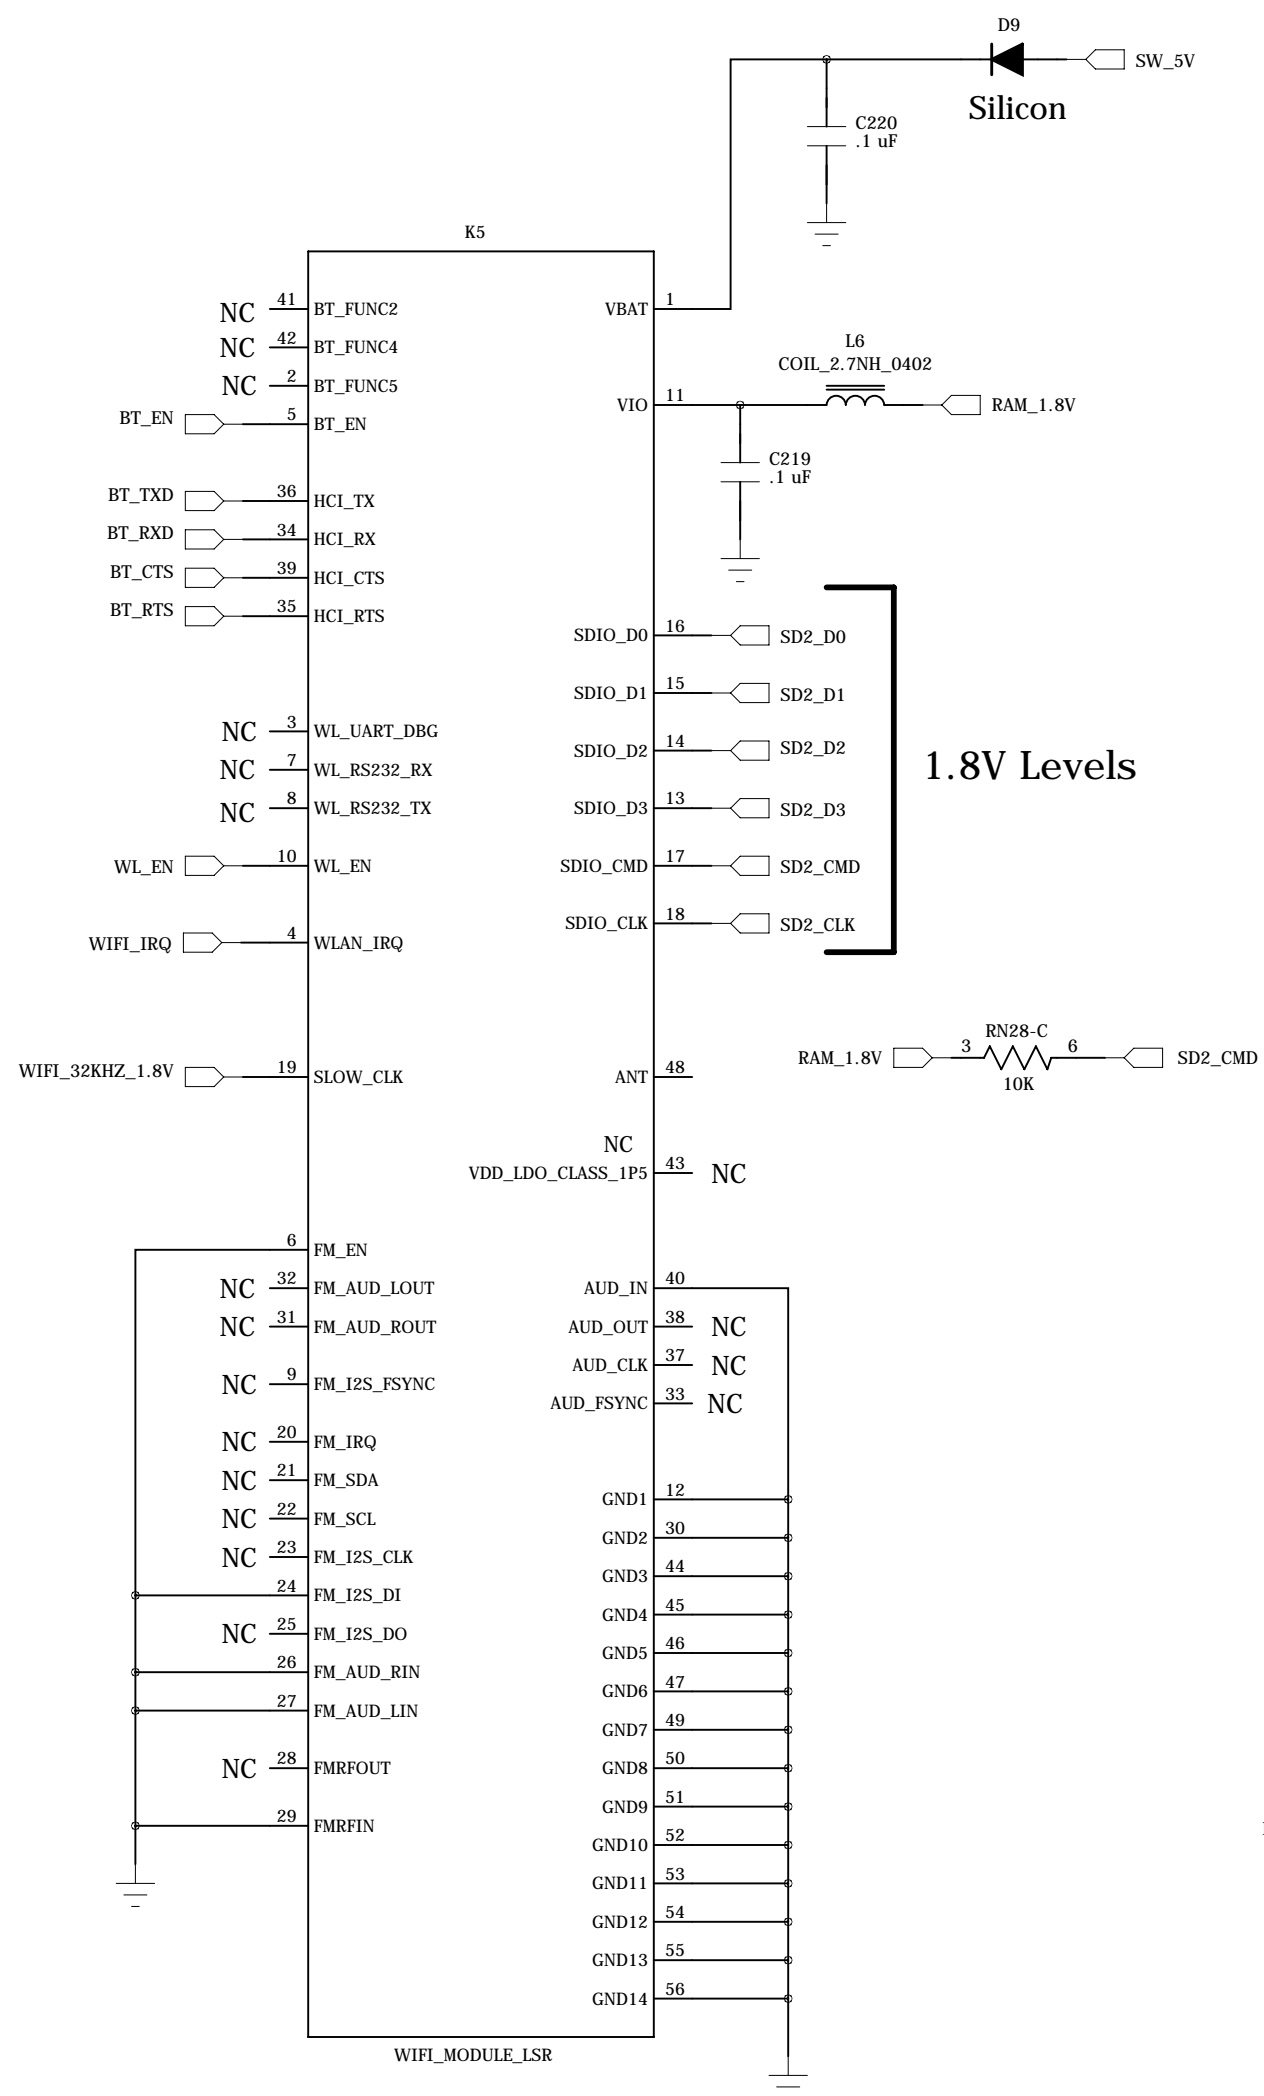 D9
SW_5V
Silicon
C220
.1 uF
K5
NC 41 BT_FUNC2
VBAT 1
NC 42 BT_FUNC4
L6
COIL_2.7NH_0402
NC 2 BT_FUNC5
VIO 11
RAM_1.8V
BT_EN 5 BT_EN
C219
.1 uF
BT_TXD 36 HCI_TX
BT_RXD 34 HCI_RX
BT_CTS 39 HCI_CTS
BT_RTS 35 HCI_RTS
SDIO_D0 16 SD2_D0
SDIO_D1 15 SD2_D1
NC 3 WL_UART_DBG
SDIO_D2 14 SD2_D2
1.8V Levels
NC 7 WL_RS232_RX
NC 8 WL_RS232_TX
SDIO_D3 13 SD2_D3
WL_EN 10 WL_EN
SDIO_CMD 17 SD2_CMD
SDIO_CLK 18 SD2_CLK
WIFI_IRQ 4 WLAN_IRQ
RN28-C
RAM_1.8V 3 6 SD2_CMD
10K
WIFI_32KHZ_1.8V 19 SLOW_CLK
ANT 48
NC
VDD_LDO_CLASS_1P5 43 NC
6 FM_EN
NC 32 FM_AUD_LOUT
AUD_IN 40
NC 31 FM_AUD_ROUT
AUD_OUT 38 NC
AUD_CLK 37 NC
NC 9 FM_I2S_FSYNC
AUD_FSYNC 33 NC
NC 20 FM_IRQ
NC 21 FM_SDA
GND1 12
NC 22 FM_SCL
GND2 30
NC 23 FM_I2S_CLK
GND3 44
24 FM_I2S_DI
GND4 45
NC 25 FM_I2S_DO
GND5 46
26 FM_AUD_RIN
GND6 47
27 FM_AUD_LIN
GND7 49
NC 28 FMRFOUT
GND8 50
GND9 51
29 FMRFIN
GND10 52
GND11 53
GND12 54
GND13 55
GND14 56
WIFI_MODULE_LSR